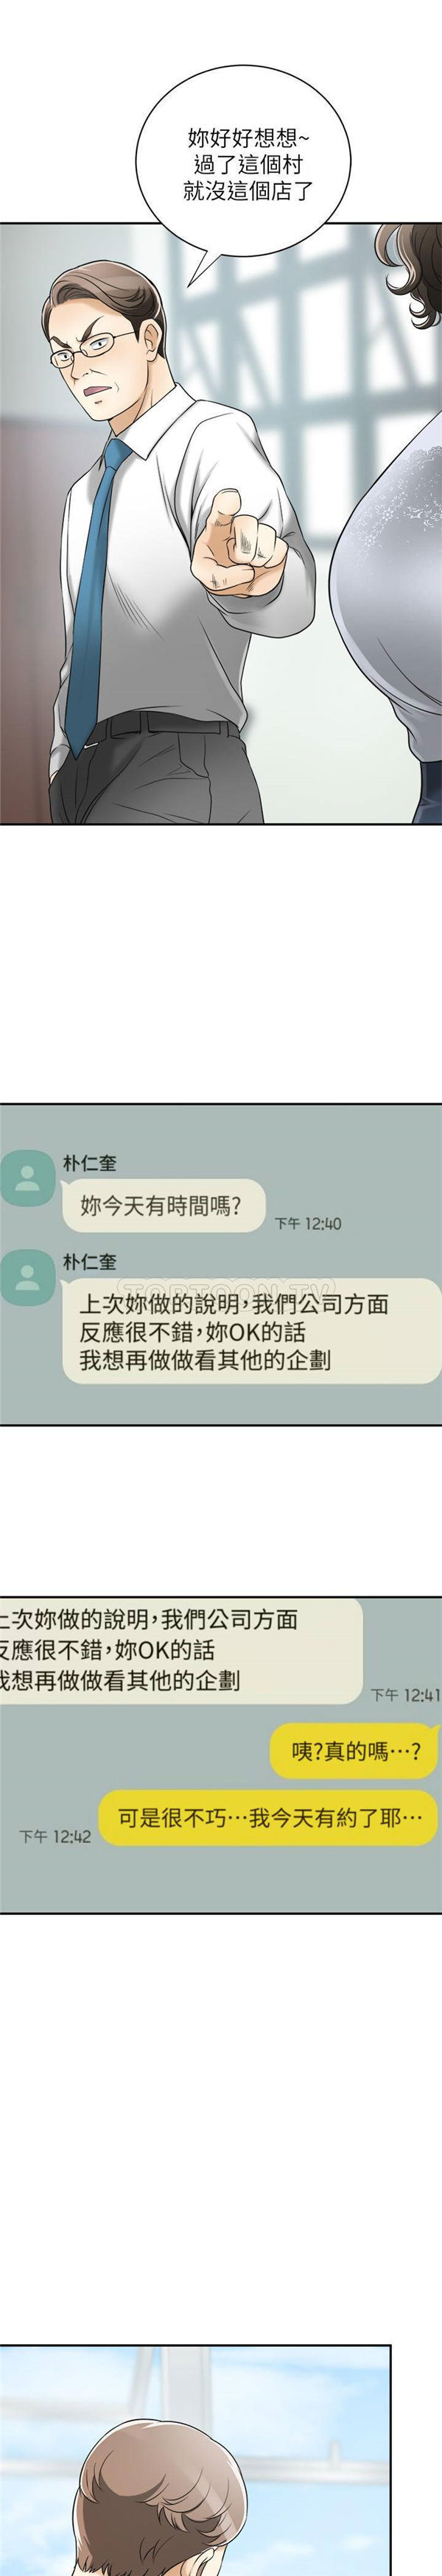 妳好好想想~
過了這個村
就沒這個店了
朴仁奎
妳今天有時間嗎?
下午 12:40
朴仁奎
TOPTOON.TV
上次妳做的說明,我們公司方面
反應很不錯,妳OK的話
我想再做做看其他的企劃
上次妳做的說明,我們公司方面
反應很不錯,妳OK的話
我想再做做看其他的企劃
下午 12:41
咦?真的嗎…?
可是很不巧…我今天有約了耶…
下午 12:42